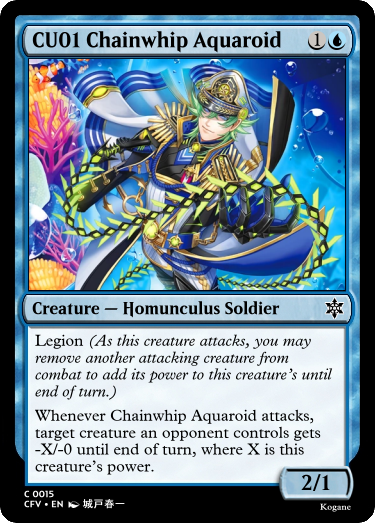 CU01 Chainwhip Aquaroid 1
Creature — Homunculus Soldier
Legion (As this creature attacks, you may
remove another attacking creature from
combat to add its power to this creature's until
end of turn.)
Whenever Chainwhip Aquaroid attacks,
target creature an opponent controls gets
-X/-0 until end of turn, where X is this
creature's power.
2/1
C 0015
CFV • EN 城戸春一
Kogane